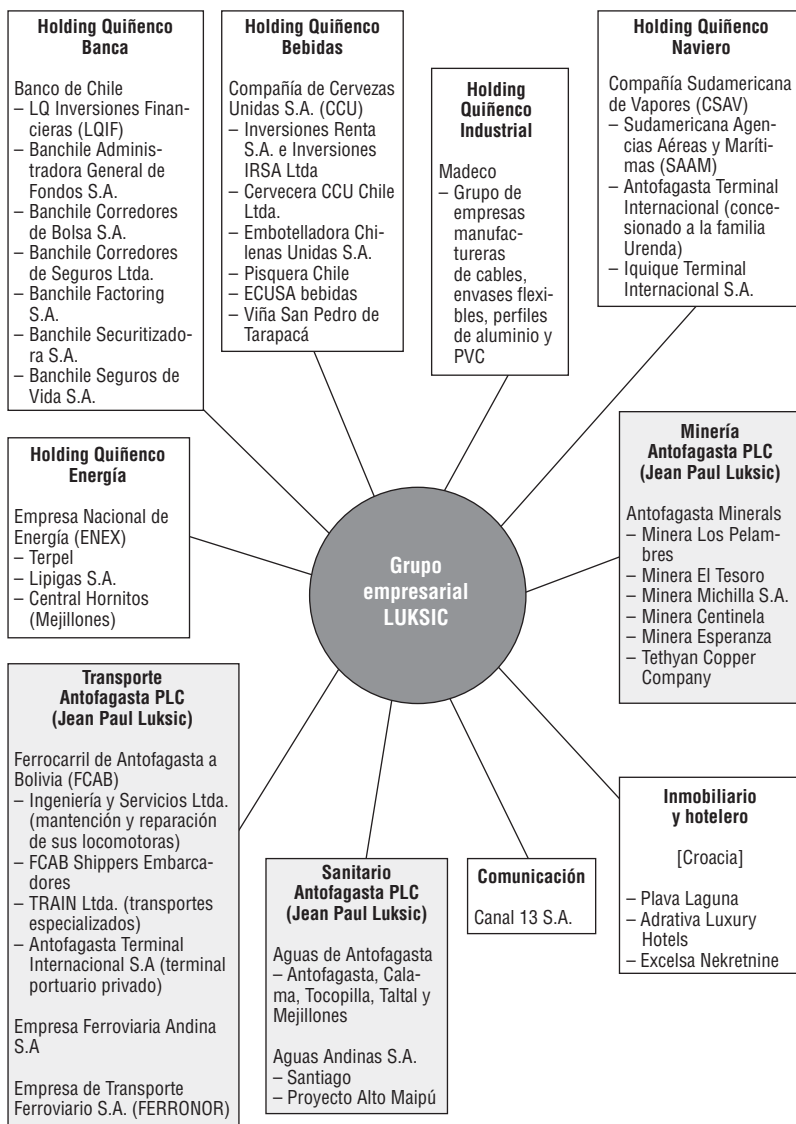 Holding Quiñenco
Banca
Banco de Chile
– LQ Inversiones Finan-
cieras (LQIF)
– Banchile Adminis-
tradora General de
Fondos S.A.
– Banchile Corredores
de Bolsa S.A.
– Banchile Corredores
de Seguros Ltda.
– Banchile Factoring
S.A.
– Banchile Securitizado-
ra S.A.
– Banchile Seguros de
Vida S.A.
Holding Quiñenco
Bebidas
Compañía de Cervezas
Unidas S.A. (CCU)
– Inversiones Renta
S.A. e Inversiones
IRSA Ltda
– Cervecera CCU Chile
Ltda.
– Embotelladora Chi-
lenas Unidas S.A.
– Pisquera Chile
– ECUSA bebidas
– Viña San Pedro de
Tarapacá
Holding
Quiñenco
Industrial
Madeco
– Grupo de
empresas
manufac-
tureras
de cables,
envases flexi-
bles, perfiles
de aluminio y
PVC
Holding Quiñenco
Naviero
Compañía Sudamericana
de Vapores (CSAV)
– Sudamericana Agen-
cias Aéreas y Maríti-
mas (SAAM)
– Antofagasta Terminal
Internacional (conce-
sionado a la familia
Urenda)
– Iquique Terminal
Internacional S.A.
Holding Quiñenco
Energía
Empresa Nacional de
Energía (ENEX)
– Terpel
– Lipigas S.A.
– Central Hornitos
(Mejillones)
Grupo
empresarial
LUKSIC
Minería
Antofagasta PLC
(Jean Paul Luksic)
Antofagasta Minerals
– Minera Los Pelam-
bres
– Minera El Tesoro
– Minera Michilla S.A.
– Minera Centinela
– Minera Esperanza
– Tethyan Copper
Company
Transporte
Antofagasta PLC
(Jean Paul Luksic)
Ferrocarril de Antofagasta a
Bolivia (FCAB)
– Ingeniería y Servicios Ltda.
(mantención y reparación
de sus locomotoras)
– FCAB Shippers Embarca-
dores
– TRAIN Ltda. (transportes
especializados)
– Antofagasta Terminal
Internacional S.A (terminal
portuario privado)
Empresa Ferroviaria Andina
S.A
Empresa de Transporte
Ferroviario S.A. (FERRONOR)
Sanitario
Antofagasta PLC
(Jean Paul Luksic)
Aguas de Antofagasta
– Antofagasta, Cala-
ma, Tocopilla, Taltal y
Mejillones
Aguas Andinas S.A.
– Santiago
– Proyecto Alto Maipú
Comunicación
Canal 13 S.A.
Inmobiliario
y hotelero
[Croacia]
– Plava Laguna
– Adrativa Luxury
Hotels
– Excelsa Nekretnine